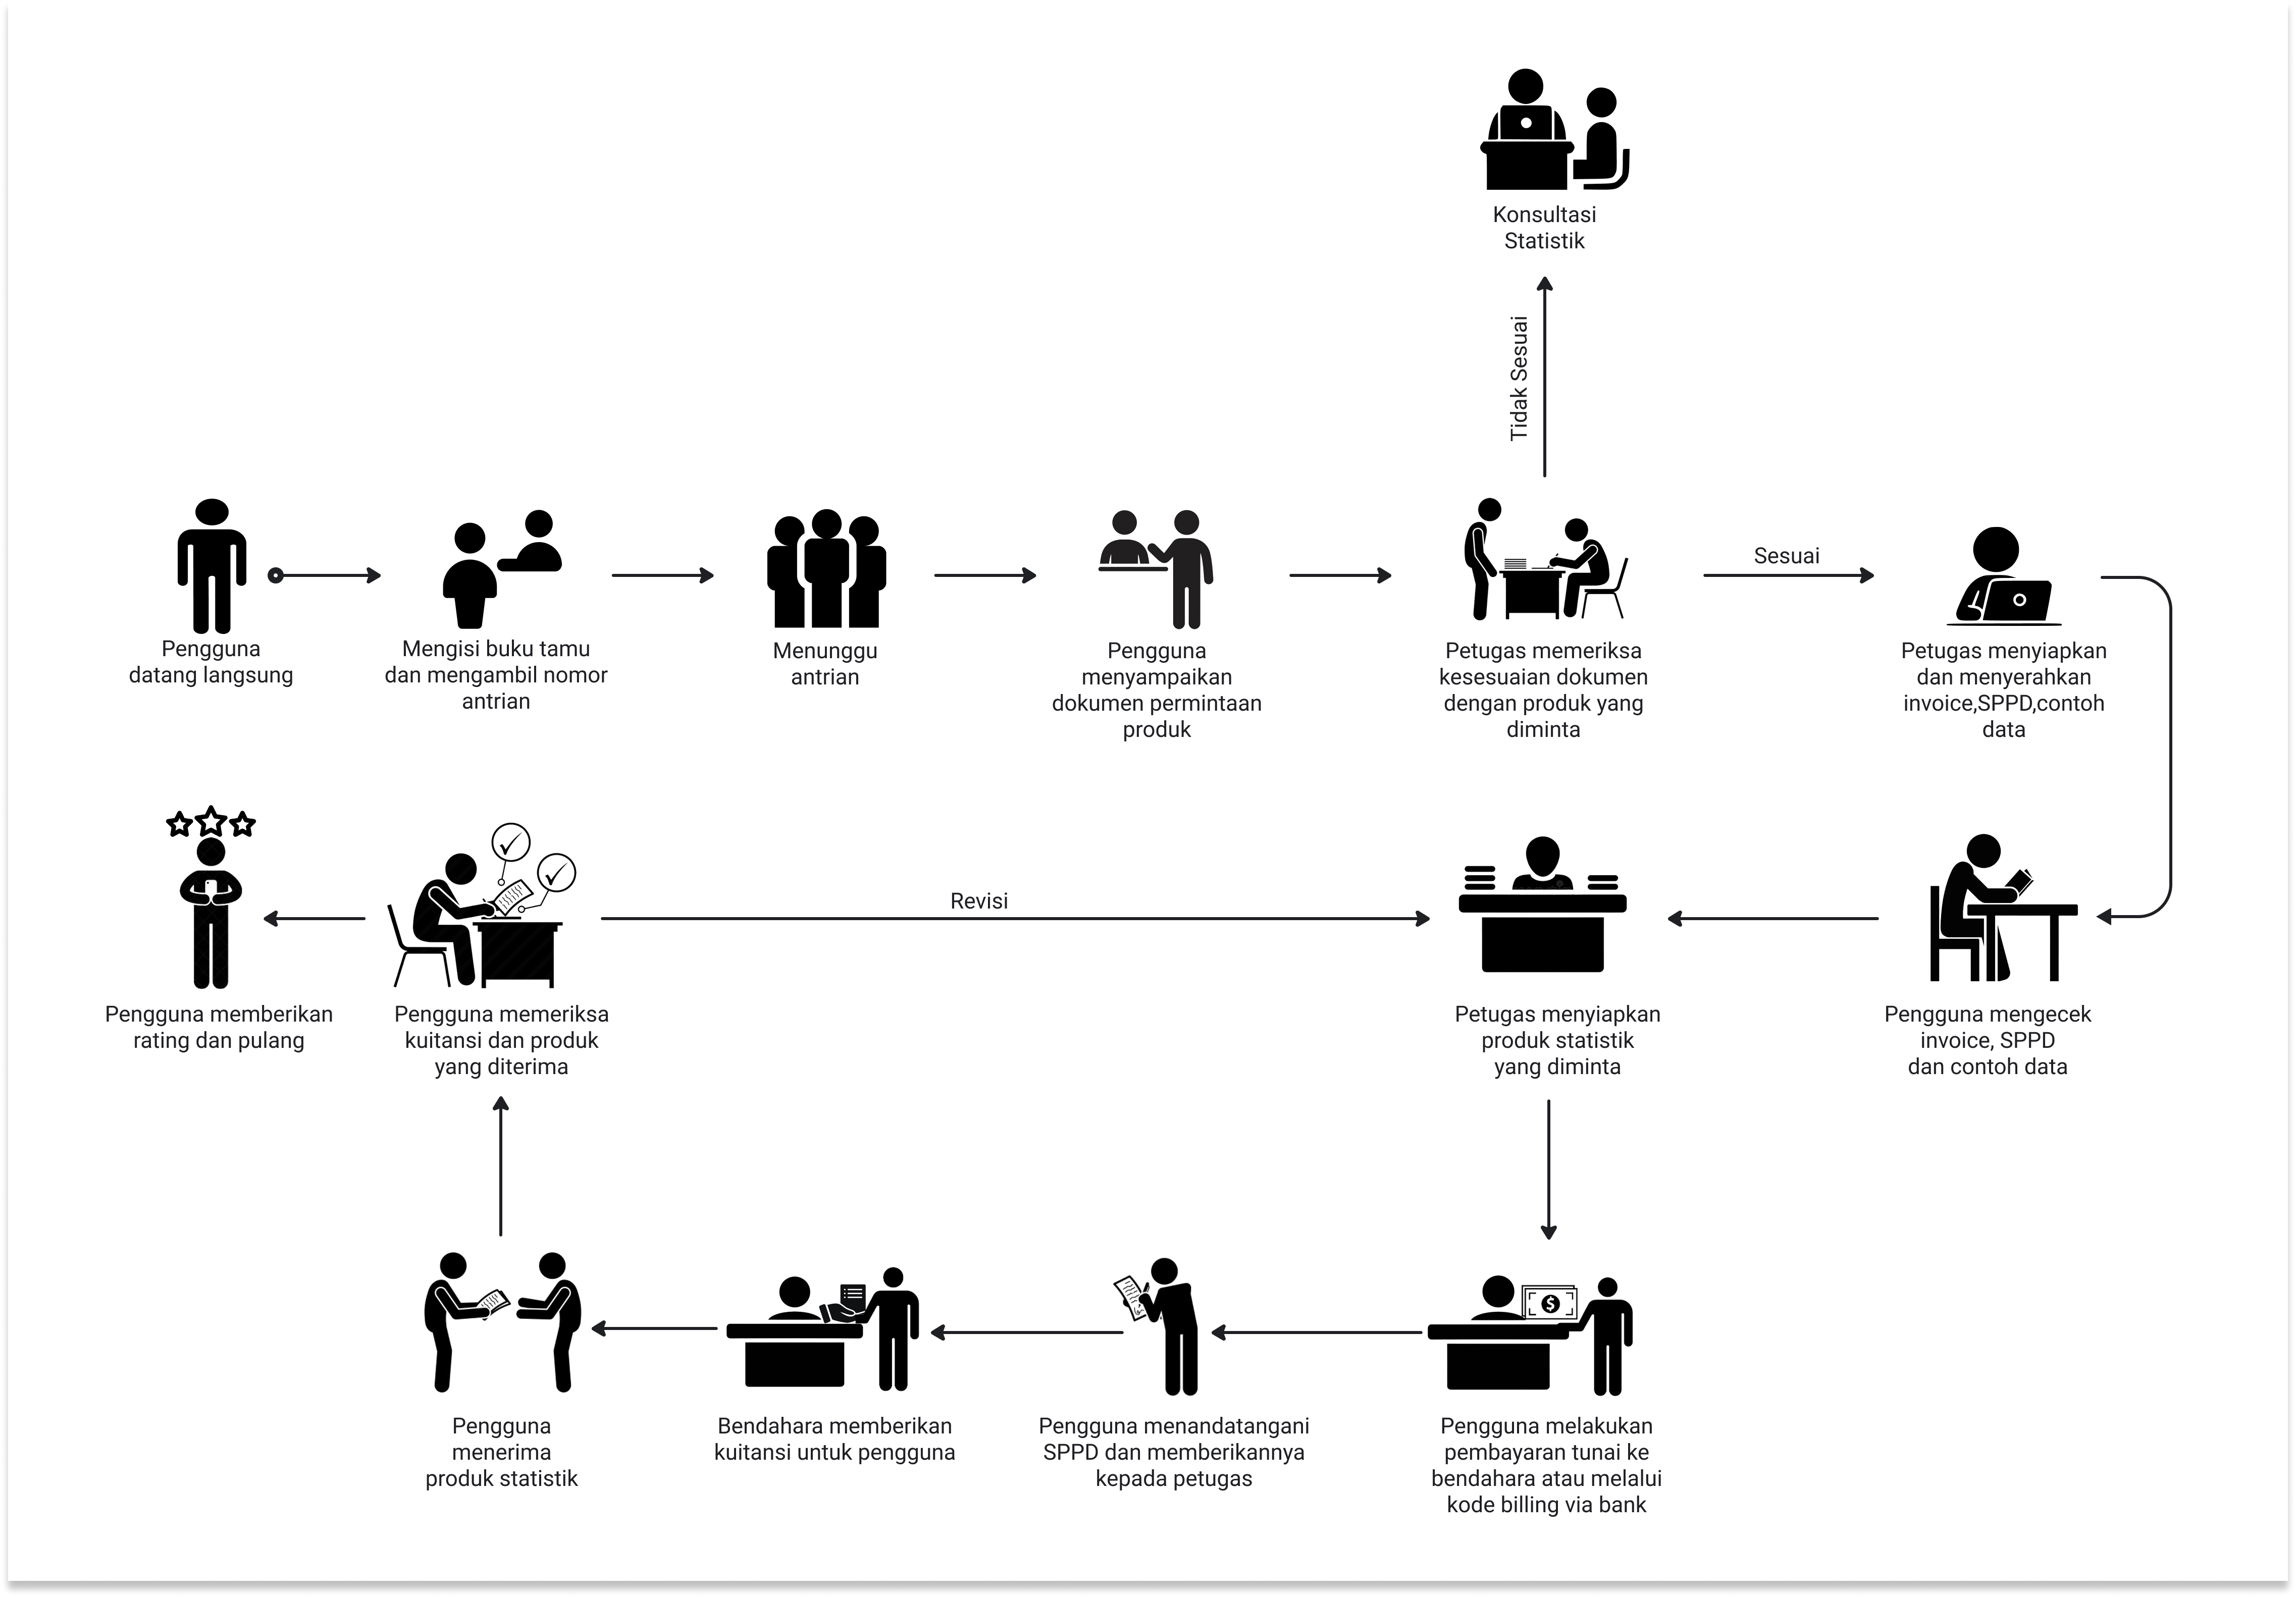 Konsultasi
Statistik
Tidak Sesuai
Sesuai
Pengguna
datang langsung
Mengisi buku tamu
dan mengambil nomor
antrian
Menunggu
antrian
Pengguna
menyampaikan
dokumen permintaan
produk
Petugas memeriksa
kesesuaian dokumen
dengan produk yang
diminta
Petugas menyiapkan
dan menyerahkan
invoice,SPPD,contoh
data
Revisi
Pengguna memberikan
rating dan pulang
Pengguna memeriksa
kuitansi dan produk
yang diterima
Petugas menyiapkan
produk statistik
yang diminta
Pengguna mengecek
invoice, SPPD
dan contoh data
$
Pengguna
menerima
produk statistik
Bendahara memberikan
kuitansi untuk pengguna
Pengguna menandatangani
SPPD dan memberikannya
kepada petugas
Pengguna melakukan
pembayaran tunai ke
bendahara atau melalui
kode billing via bank